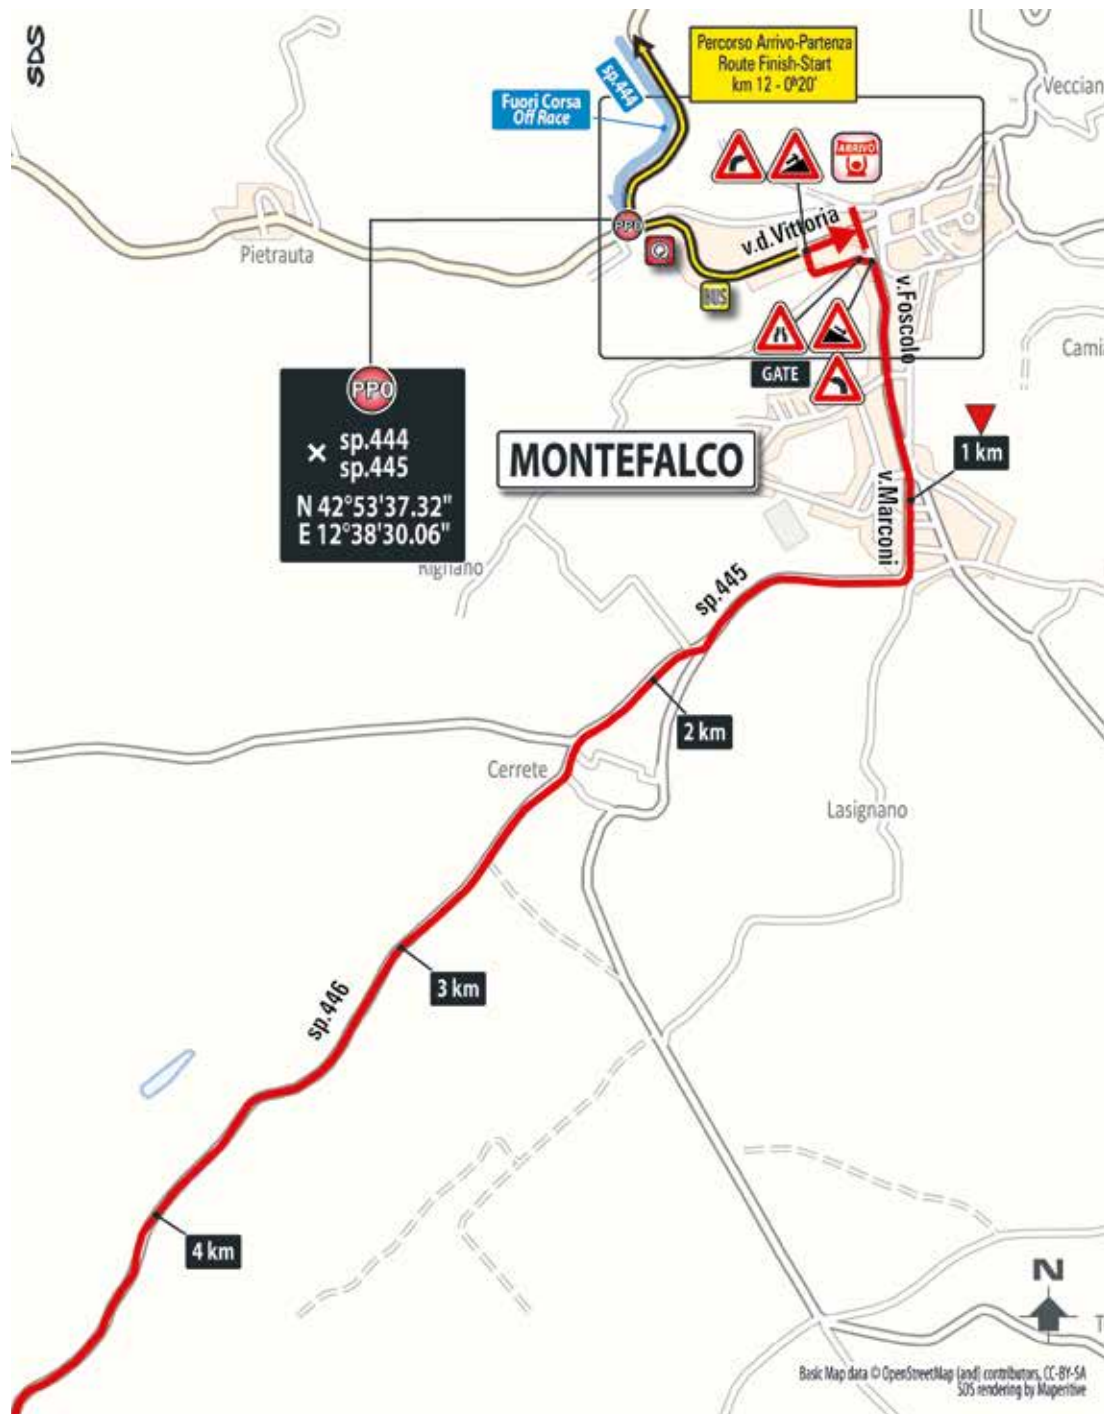 SDS
Percorso Arrivo-Partenza
Route Finish-Start
km 12 - 0h20'
sp.444
Fuori Corsa
Off Race
Veccian
ARRIVO
PPO
v.d.Vittoria
Pietrauta
BUS
v.Foscolo
GATE
Cami
PPO
× sp.444
sp.445
N 42°53'37.32"
E 12°38'30.06"
MONTEFALCO
1 km
v.Marconi
Rignano
sp.445
2 km
Cerrete
Lasignano
3 km
sp.446
4 km
N
T
Basic Map data © OpenStreetMap (and) contributors, CC-BY-SA
SDS rendering by Maperitive